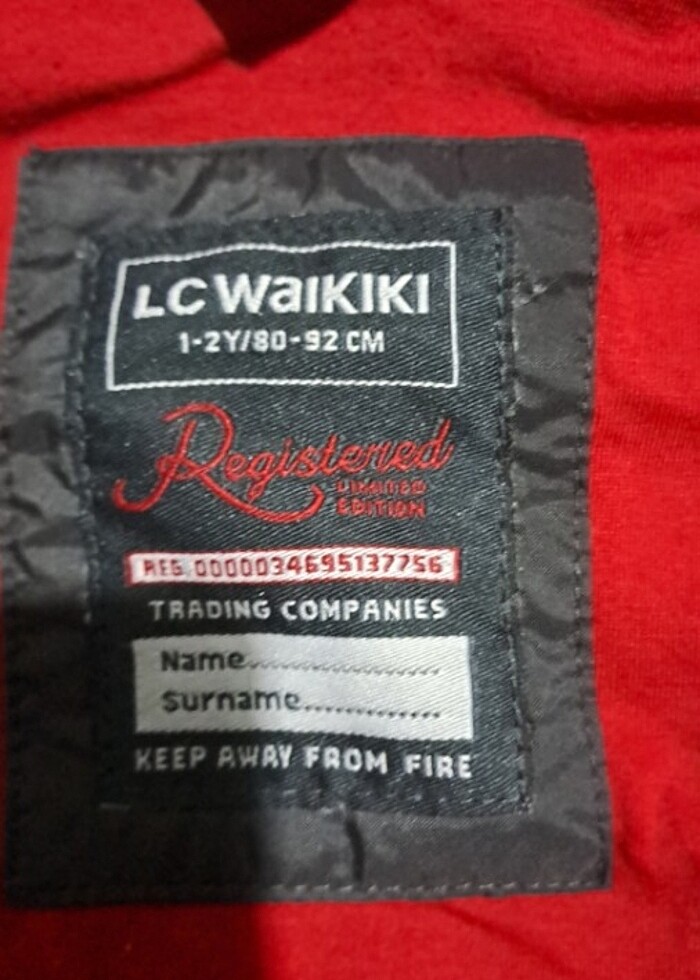 LC WaIKIKI
1-2Y/80-92 CM
Registered
LIMITED
EDITION
REG. 0000034695137756
TRADING COMPANIES
Name....................
Surname..............
KEEP AWAY FROM FIRE